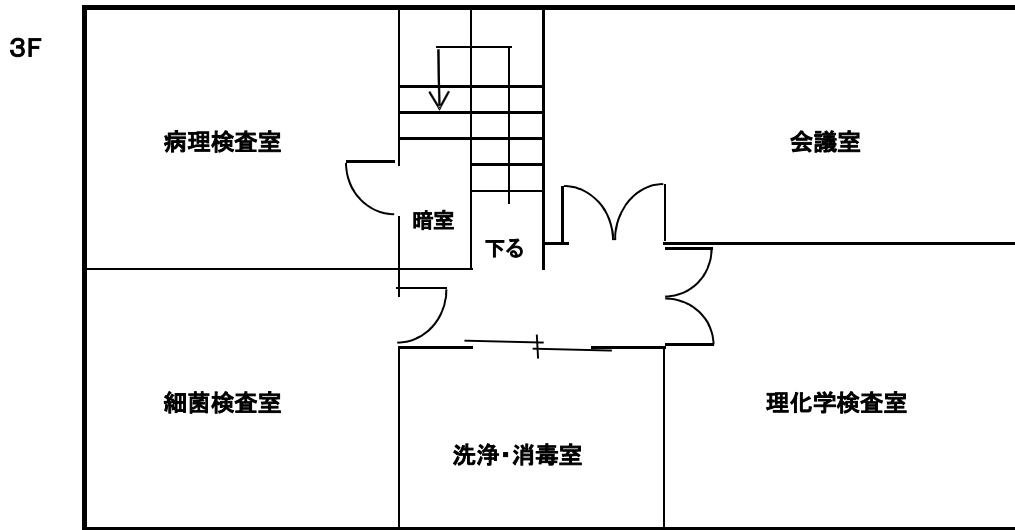 3F
病理検査室
会議室
暗室
下る
細菌検査室
理化学検査室
洗浄・消毒室